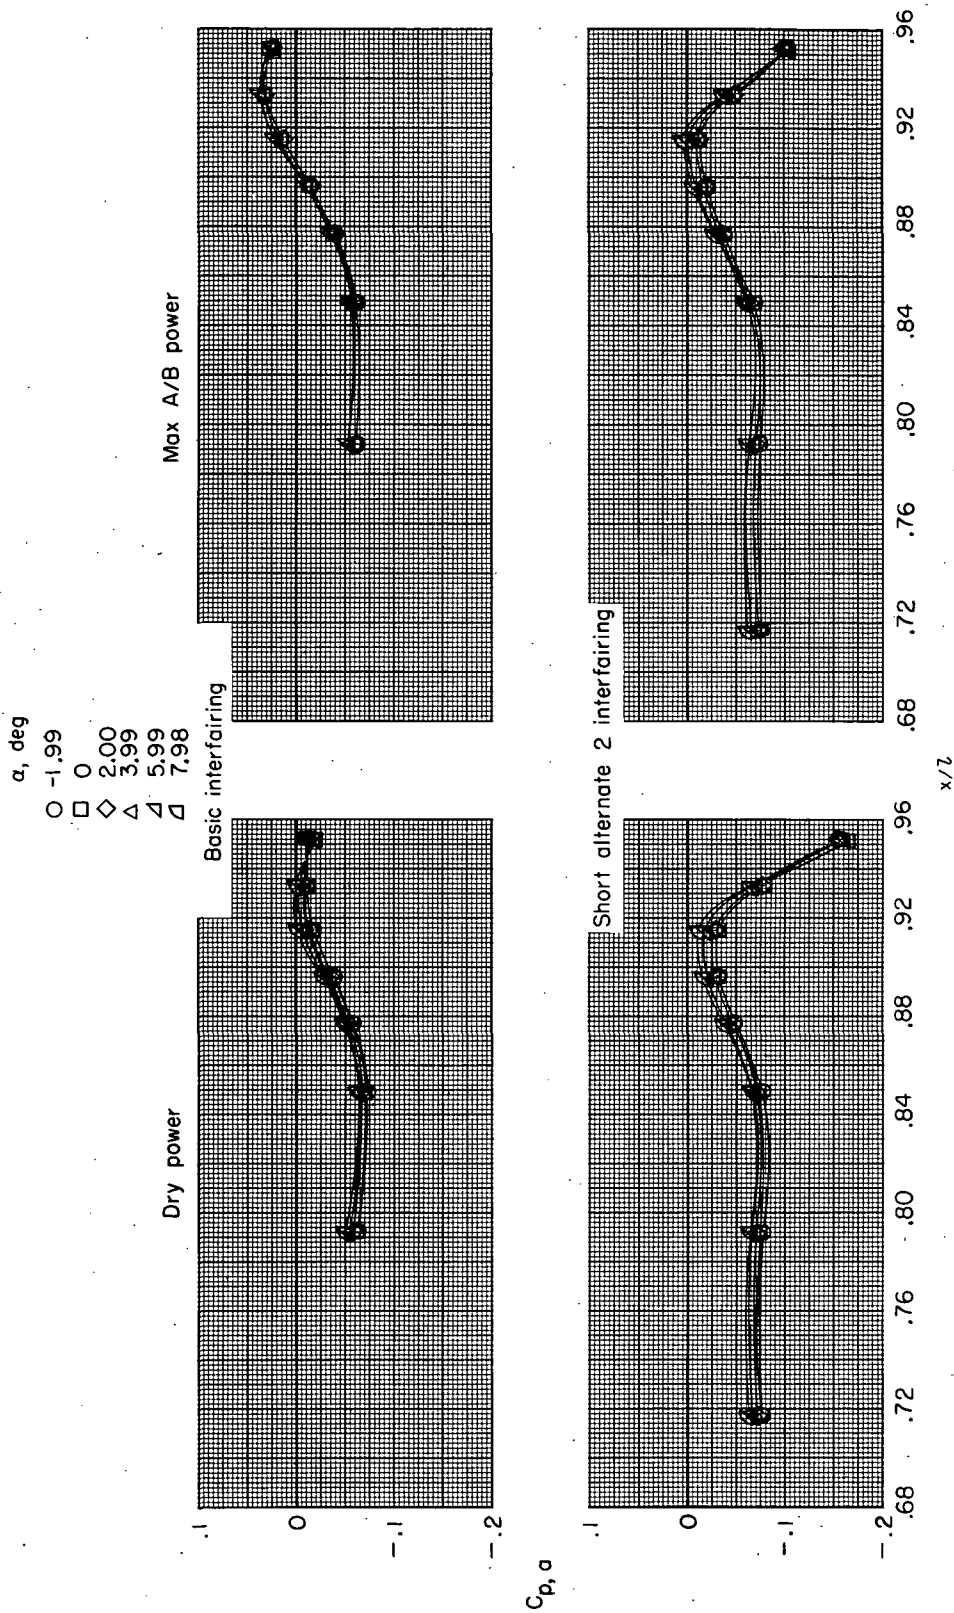 α, deg
○ -1.99
□ 0
◇ 2.00
△ 3.99
◿ 5.99
▱ 7.98
Dry power
Max A/B power
Basic interfairing
.1
0
-.1
-.2
Short alternate 2 interfairing
.1
0
-.1
-.2
Cp,a
.68 .72 .76 .80 .84 .88 .92 .96
.68 .72 .76 .80 .84 .88 .92 .96
x/l